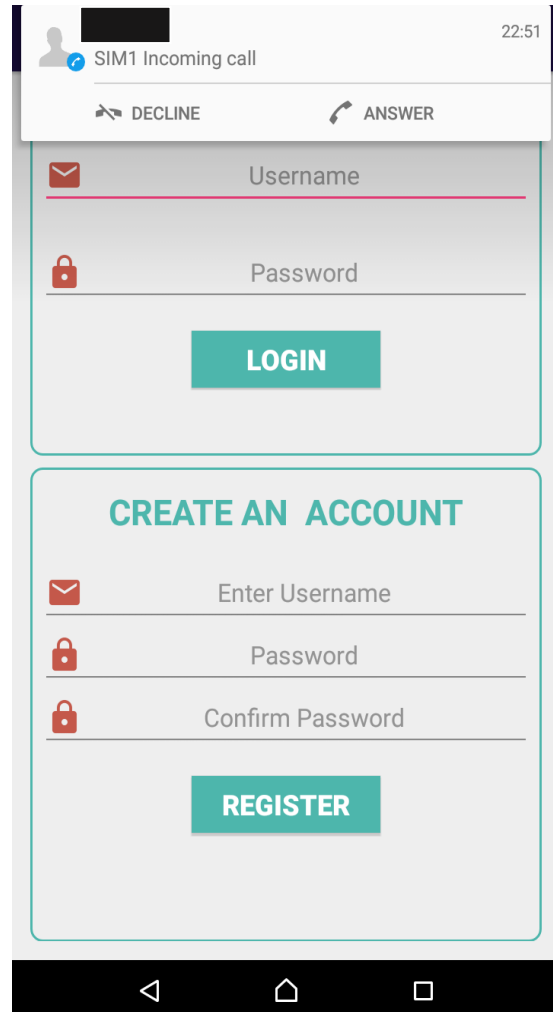 22:51
SIM1 Incoming call
DECLINE ANSWER
Username
Password
LOGIN
CREATE AN ACCOUNT
Enter Username
Password
Confirm Password
REGISTER